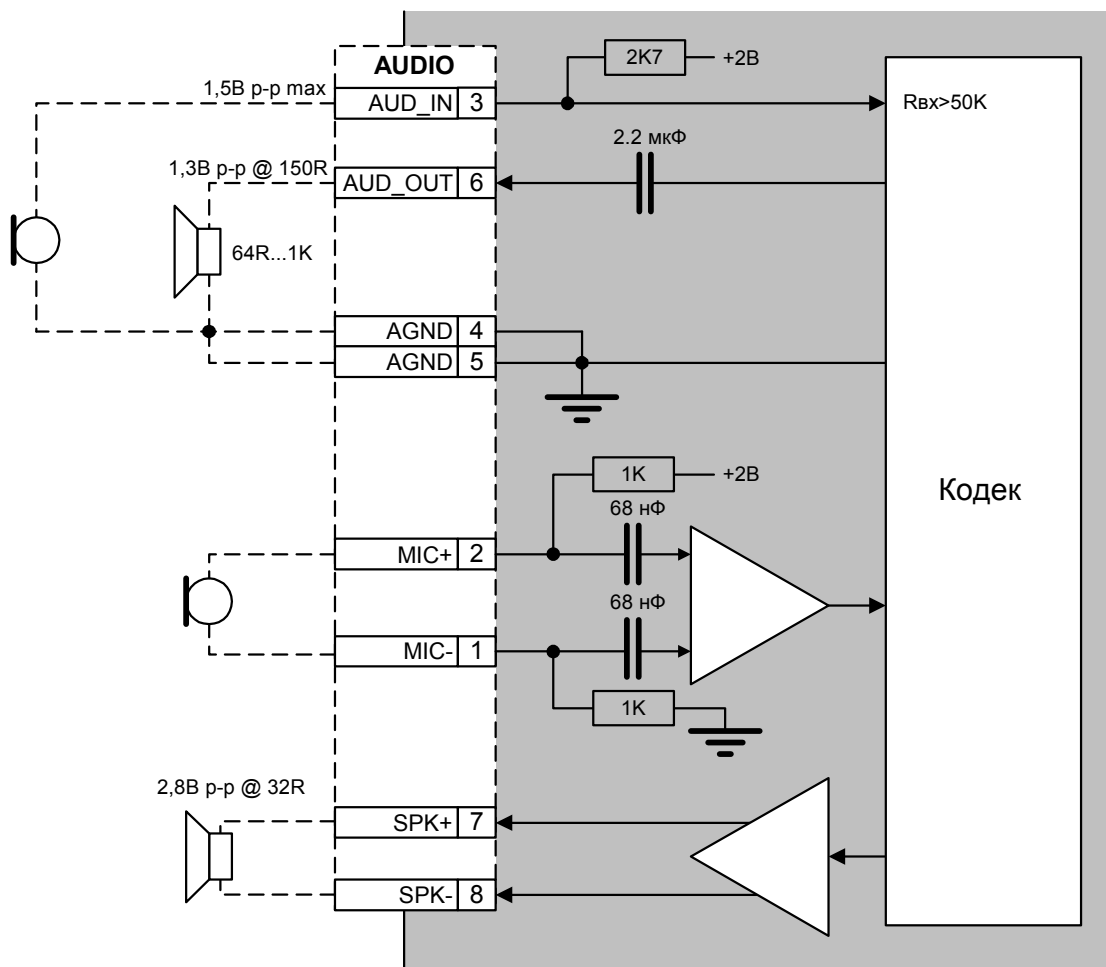 AUDIO
2K7
+2В
1,5В p-p max
AUD_IN 3
Rвх>50K
2.2 мкФ
1,3В p-p @ 150R
AUD_OUT 6
64R...1K
AGND 4
AGND 5
1K
+2В
Кодек
68 нФ
MIC+ 2
68 нФ
MIC- 1
1K
2,8В p-p @ 32R
SPK+ 7
SPK- 8